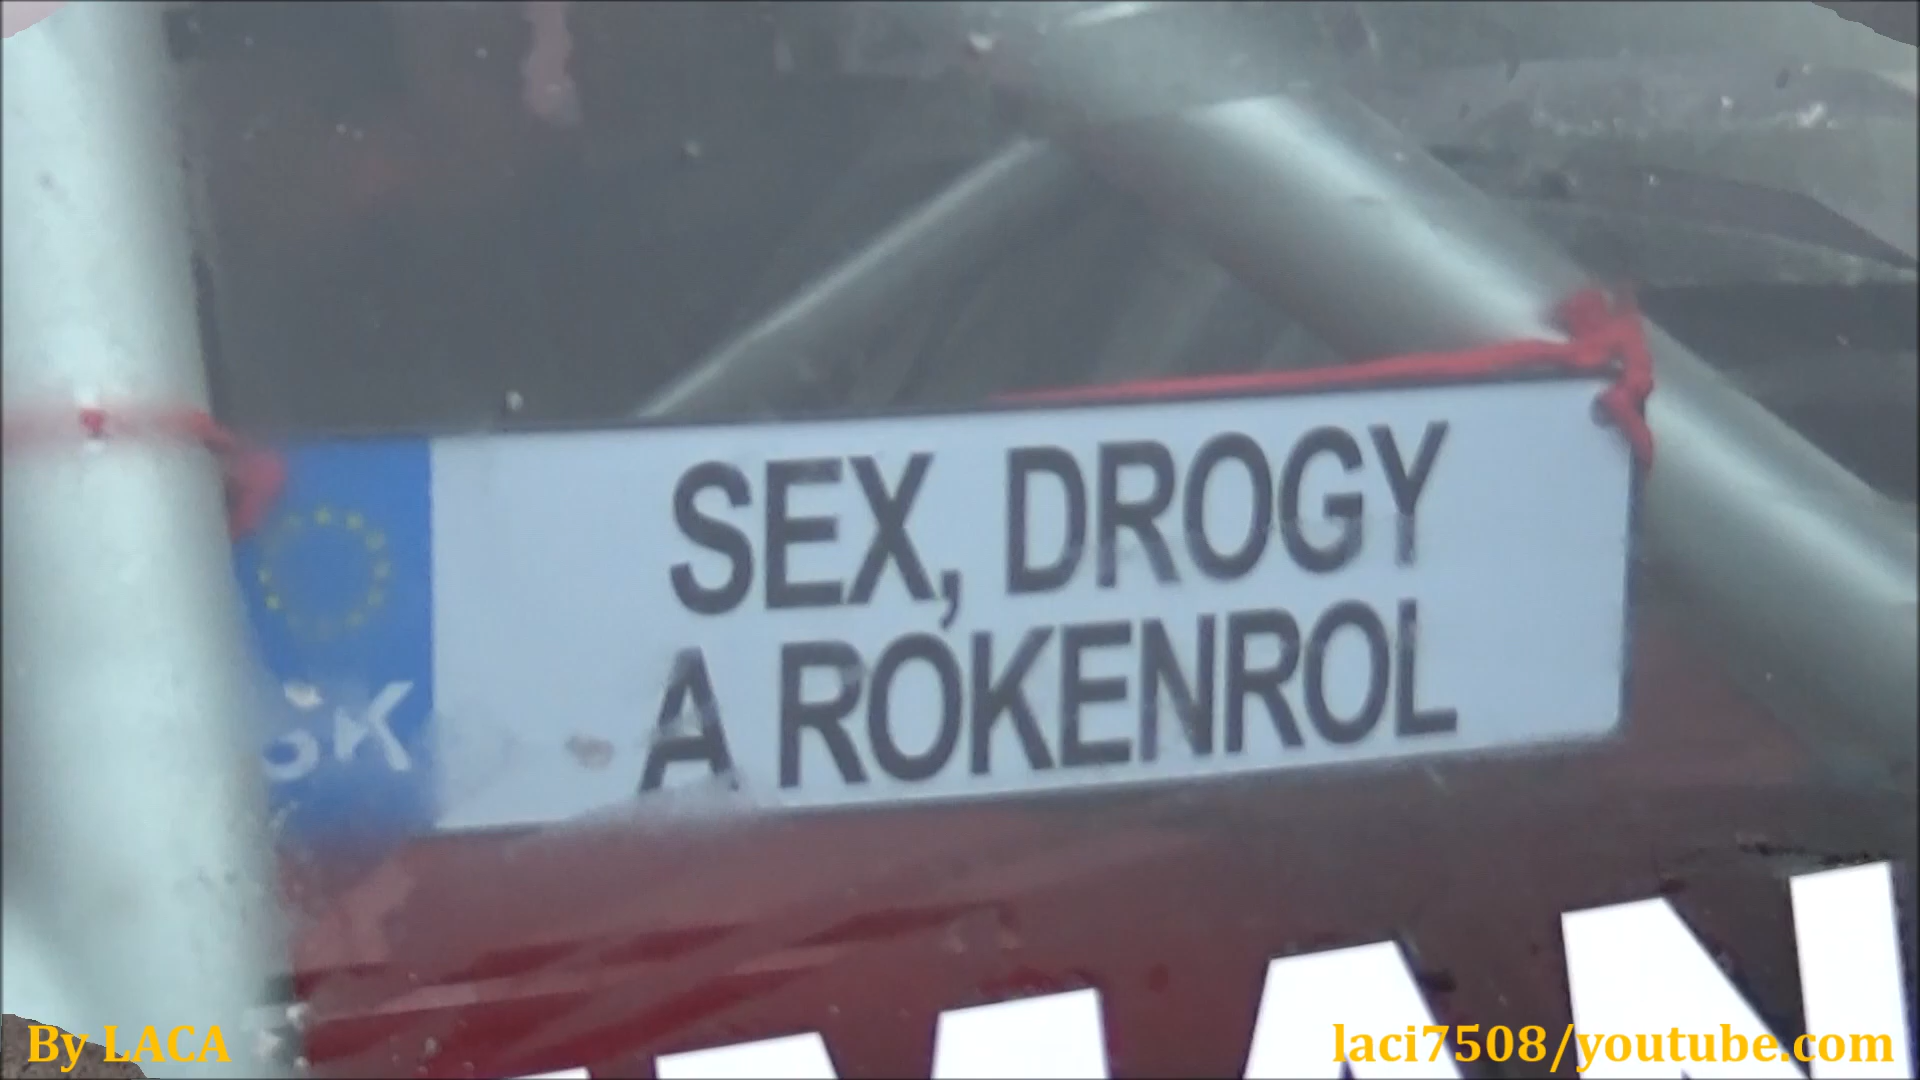 SK
SEX, DROGY
A ROKENROL
By LACA
laci7508/youtube.com